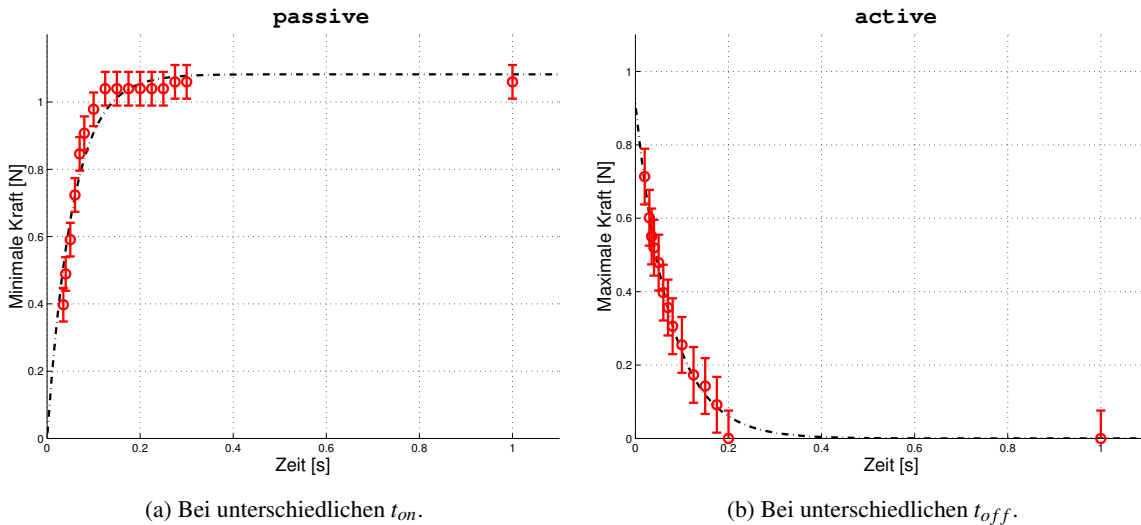 passive
Minimale Kraft [N]
1
0.8
0.6
0.4
0.2
0
0 0.2 0.4 0.6 0.8 1
Zeit [s]
(a) Bei unterschiedlichen t_on.
active
Maximale Kraft [N]
1
0.8
0.6
0.4
0.2
0
0 0.2 0.4 0.6 0.8 1
Zeit [s]
(b) Bei unterschiedlichen t_off.